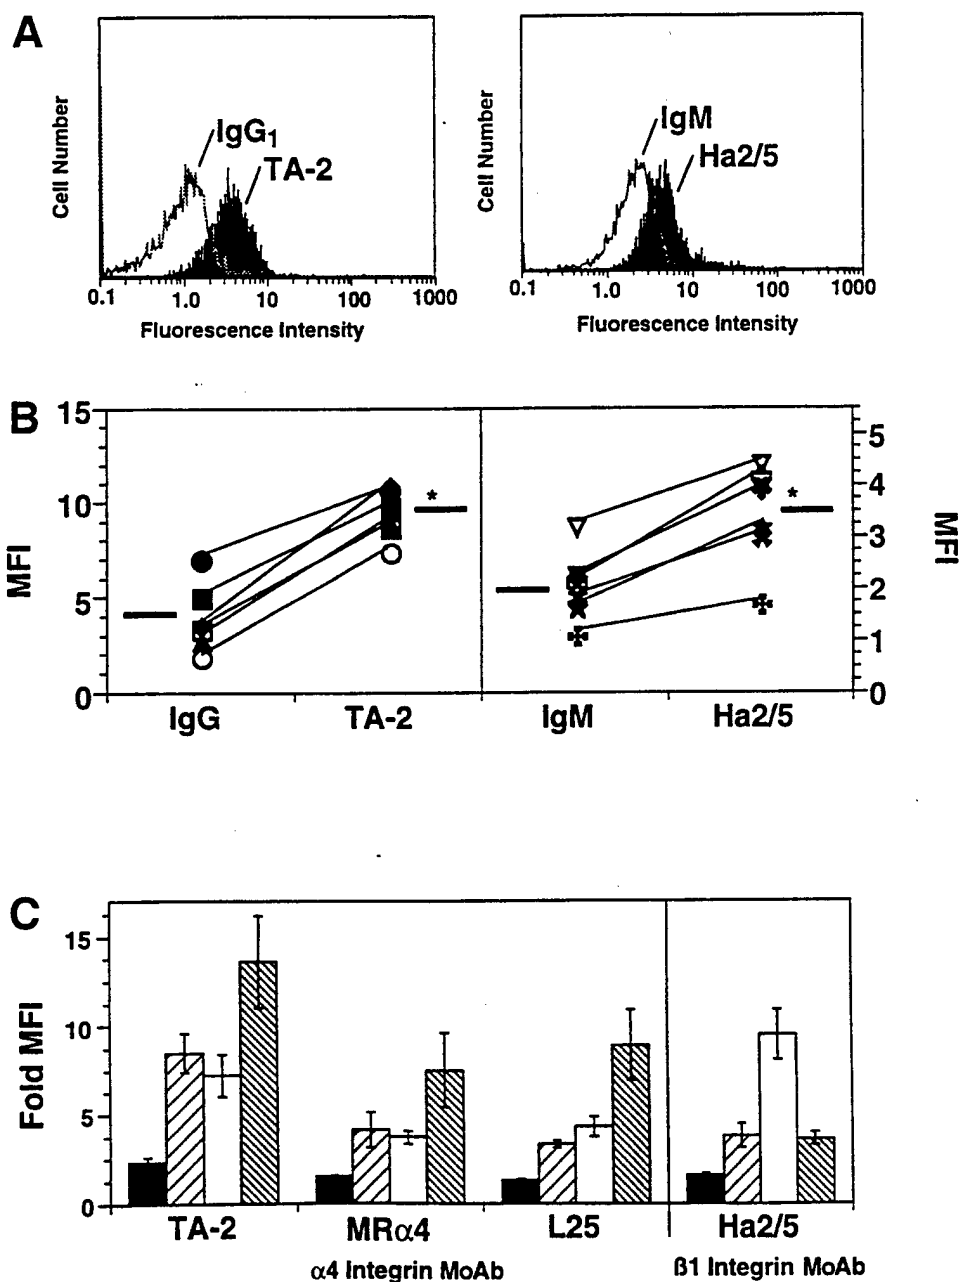 A
Cell Number
IgG1
TA-2
0.1 1.0 10 100 1000
Fluorescence Intensity
Cell Number
IgM
Ha2/5
0.1 1.0 10 100 1000
Fluorescence Intensity
B
MFI
15
10
5
0
*
*
5
4
3
2
1
0
MFI
IgG TA-2 IgM Ha2/5
C
Fold MFI
15
10
5
0
TA-2 MRα4 L25 Ha2/5
α4 Integrin MoAb
ß1 Integrin MoAb